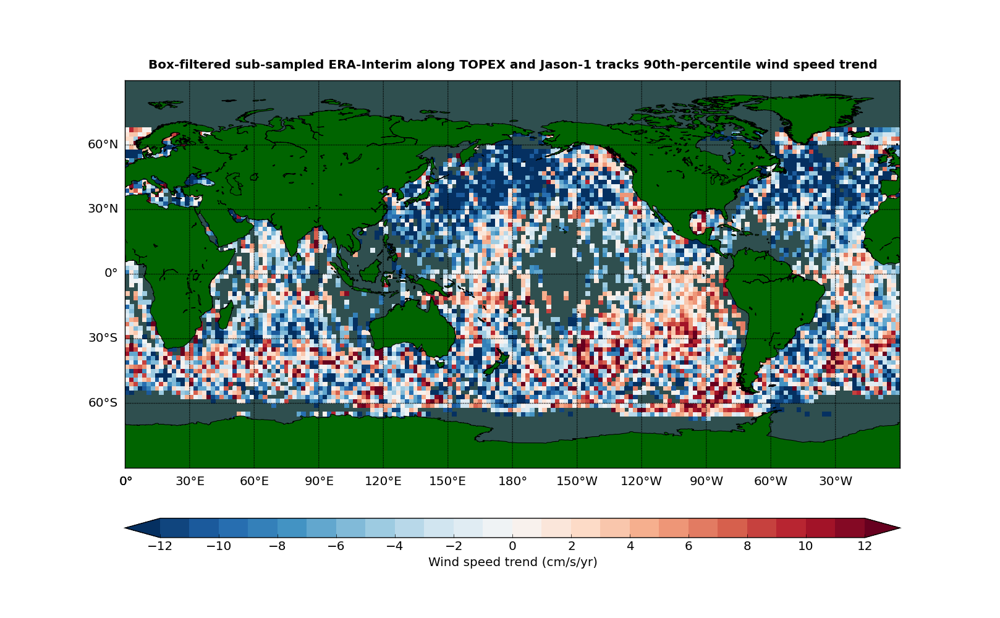 Box-filtered sub-sampled ERA-Interim along TOPEX and Jason-1 tracks 90th-percentile wind speed trend
60°N
30°N
0°
30°S
60°S
0° 30°E 60°E 90°E 120°E 150°E 180° 150°W 120°W 90°W 60°W 30°W
−12 −10 −8 −6 −4 −2 0 2 4 6 8 10 12
Wind speed trend (cm/s/yr)